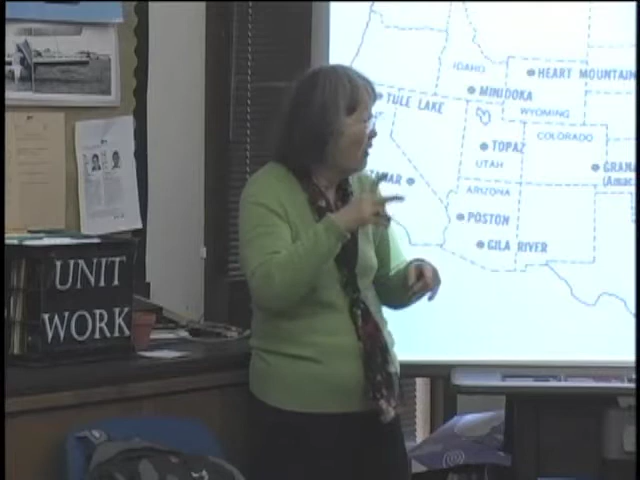 IDAHO
HEART MOUNTAIN
MINIDOKA
TULE LAKE
WYOMING
COLORADO
TOPAZ
UTAH
GRANA
(Amac
ARIZONA
POSTON
GILA RIVER
UNIT
WORK